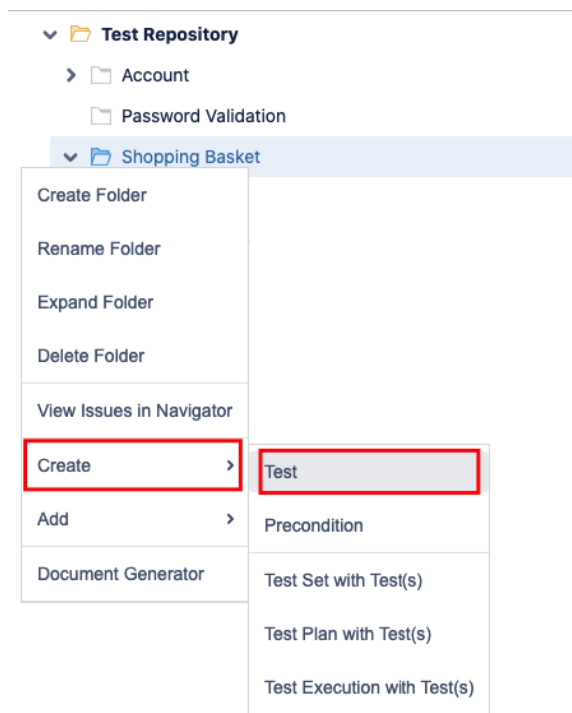 Test Repository
Account
Password Validation
Shopping Basket
Create Folder
Rename Folder
Expand Folder
Delete Folder
View Issues in Navigator
Create
Add
Document Generator
Test
Precondition
Test Set with Test(s)
Test Plan with Test(s)
Test Execution with Test(s)